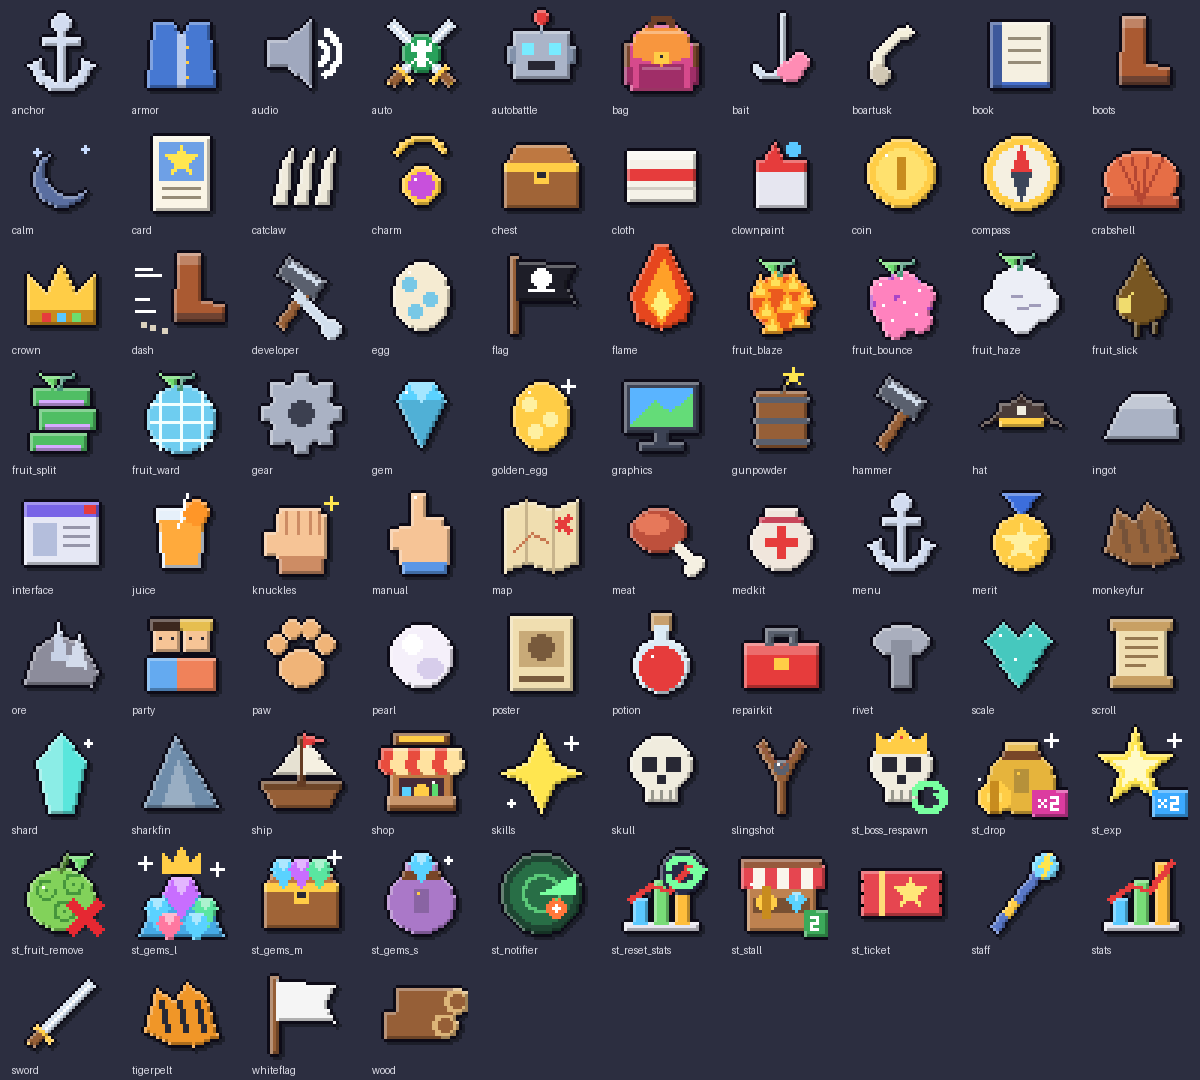 anchor armor audio auto autobattle bag bait boartusk book boots
calm card catclaw charm chest cloth clownpaint coin compass crabshell
crown dash developer egg flag flame fruit_blaze fruit_bounce fruit_haze fruit_slick
fruit_split fruit_ward gear gem golden_egg graphics gunpowder hammer hat ingot
interface juice knuckles manual map meat medkit menu merit monkeyfur
ore party paw pearl poster potion repairkit rivet scale scroll
×2 ×2
shard sharkfin ship shop skills skull slingshot st_boss_respawn st_drop st_exp
2
st_fruit_remove st_gems_l st_gems_m st_gems_s st_notifier st_reset_stats st_stall st_ticket staff stats
sword tigerpelt whiteflag wood